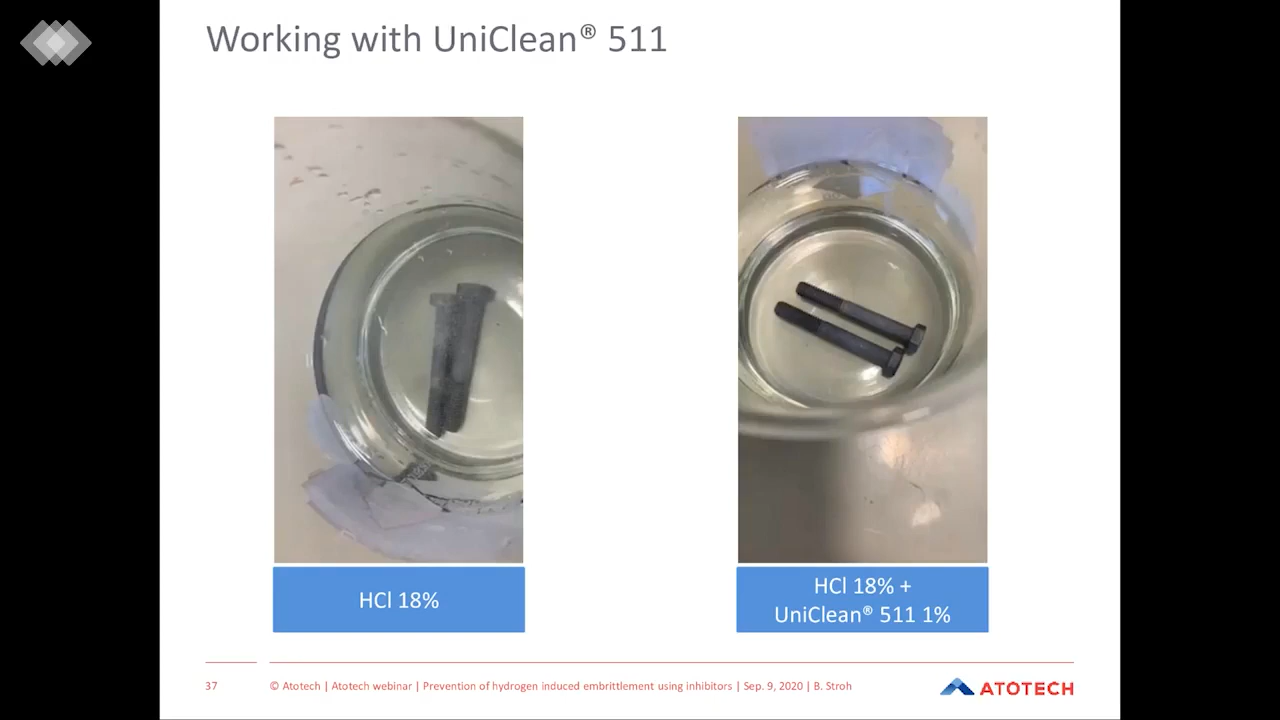 Working with UniClean® 511
HCl 18%
HCl 18% +
UniClean® 511 1%
37
© Atotech | Atotech webinar | Prevention of hydrogen induced embrittlement using inhibitors | Sep. 9, 2020 | B. Stroh
ATOTECH